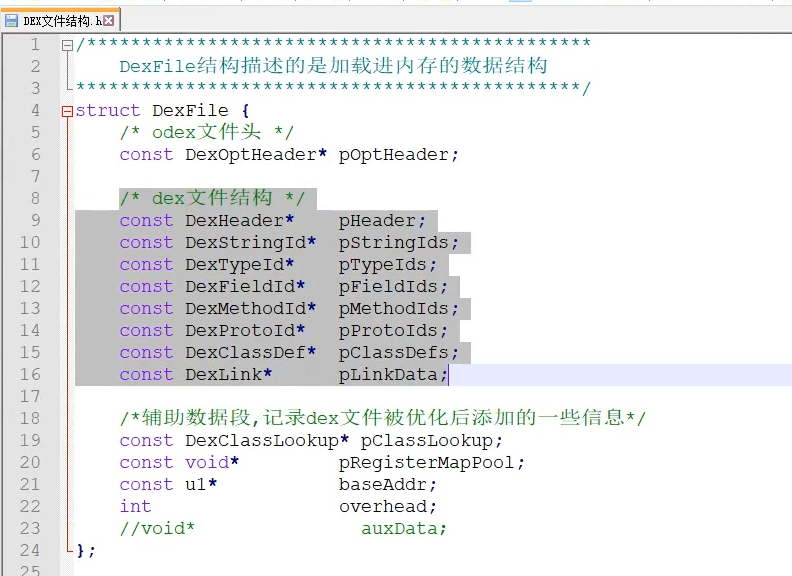 DEX文件结构.h
1 /**********************************************
2 DexFile结构描述的是加载进内存的数据结构
3 **********************************************/
4 struct DexFile {
5 /* odex文件头 */
6 const DexOptHeader* pOptHeader;
7
8 /* dex文件结构 */
9 const DexHeader* pHeader;
10 const DexStringId* pStringIds;
11 const DexTypeId* pTypeIds;
12 const DexFieldId* pFieldIds;
13 const DexMethodId* pMethodIds;
14 const DexProtoId* pProtoIds;
15 const DexClassDef* pClassDefs;
16 const DexLink* pLinkData;
17
18 /*辅助数据段,记录dex文件被优化后添加的一些信息*/
19 const DexClassLookup* pClassLookup;
20 const void* pRegisterMapPool;
21 const u1* baseAddr;
22 int overhead;
23 //void* auxData;
24 };
25